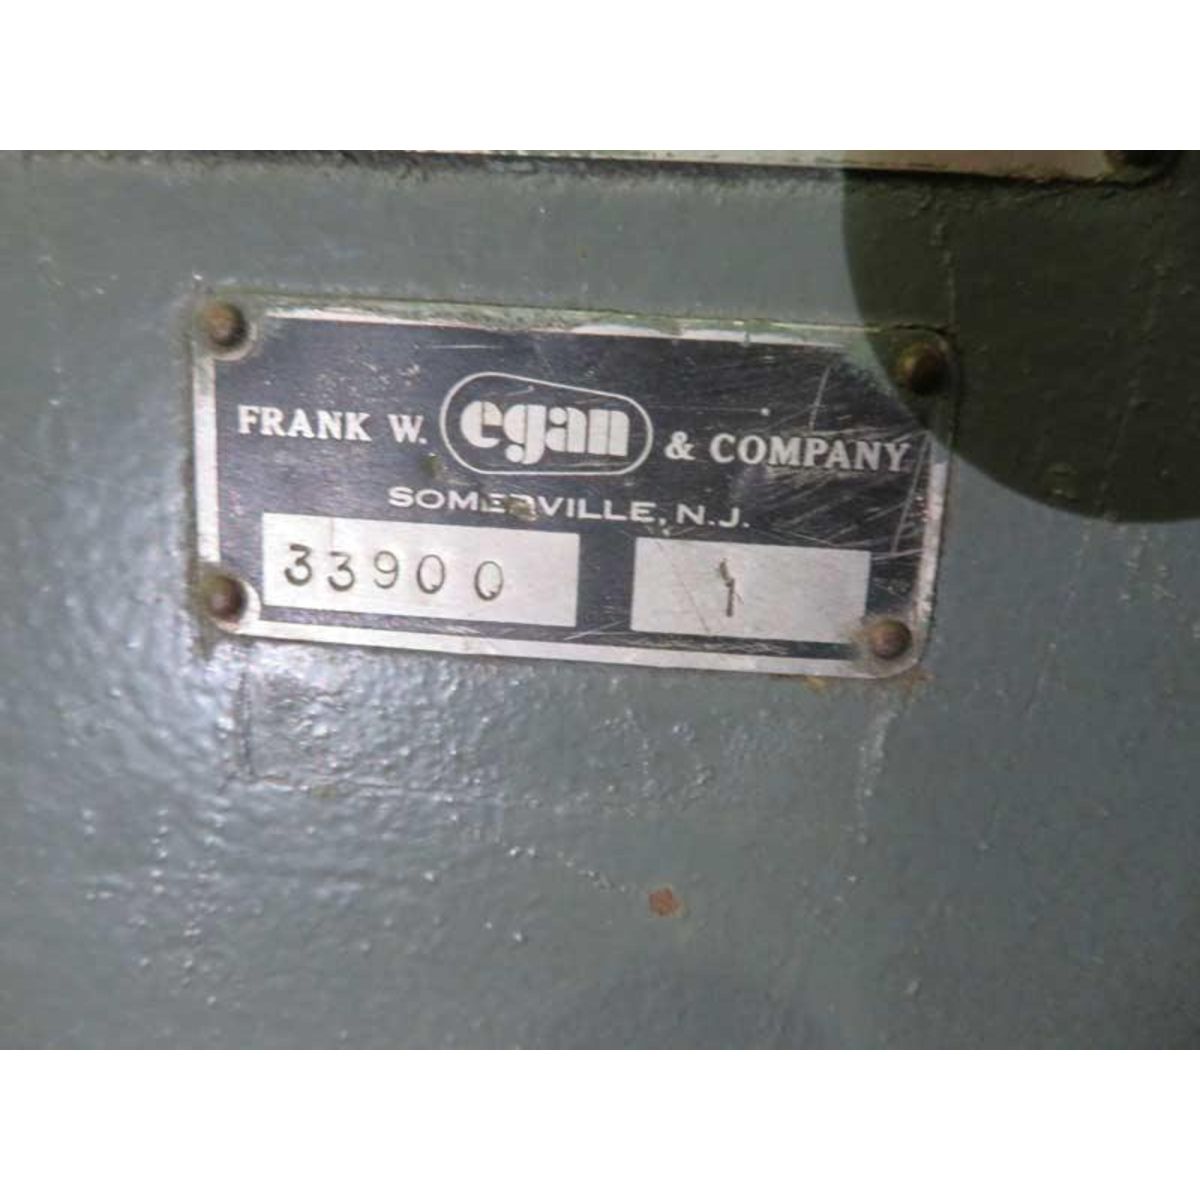 FRANK W. egan & COMPANY
SOMERVILLE, N.J.
33900 1